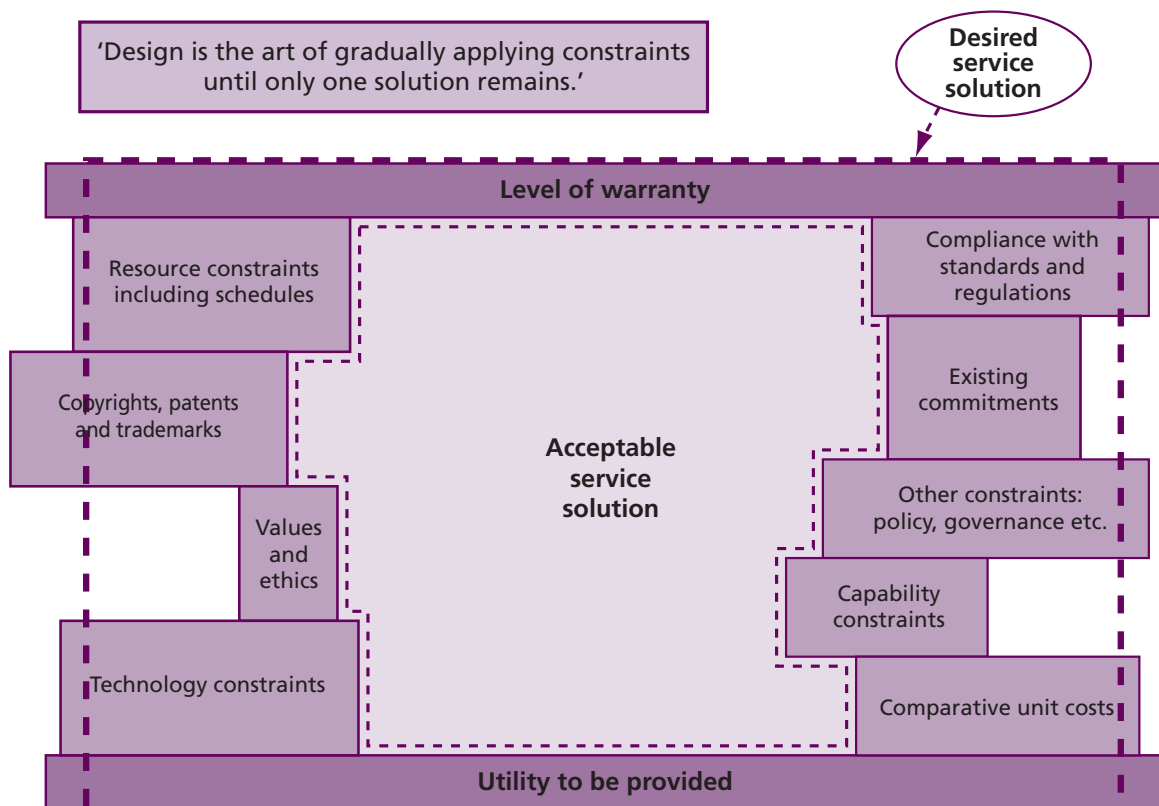 ‘Design is the art of gradually applying constraints
until only one solution remains.’
Desired
service
solution
Level of warranty
Resource constraints
including schedules
Copyrights, patents
and trademarks
Values
and
ethics
Technology constraints
Acceptable
service
solution
Compliance with
standards and
regulations
Existing
commitments
Other constraints:
policy, governance etc.
Capability
constraints
Comparative unit costs
Utility to be provided